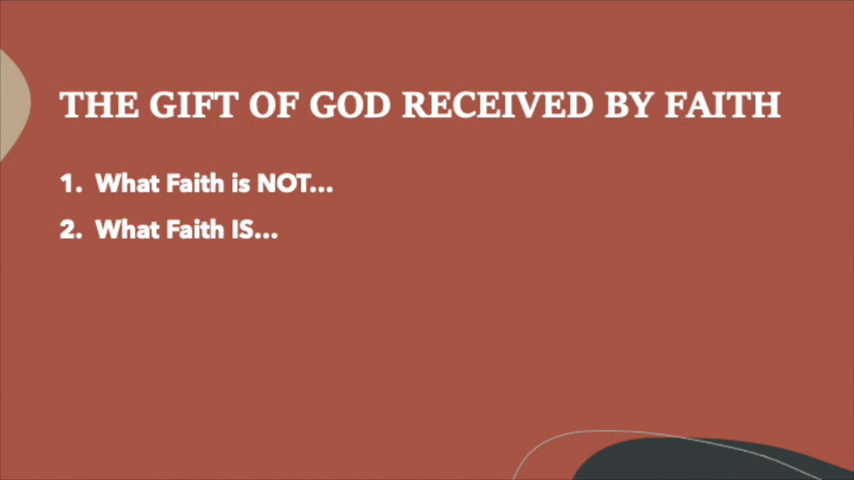 THE GIFT OF GOD RECEIVED BY FAITH
1. What Faith is NOT...
2. What Faith IS...